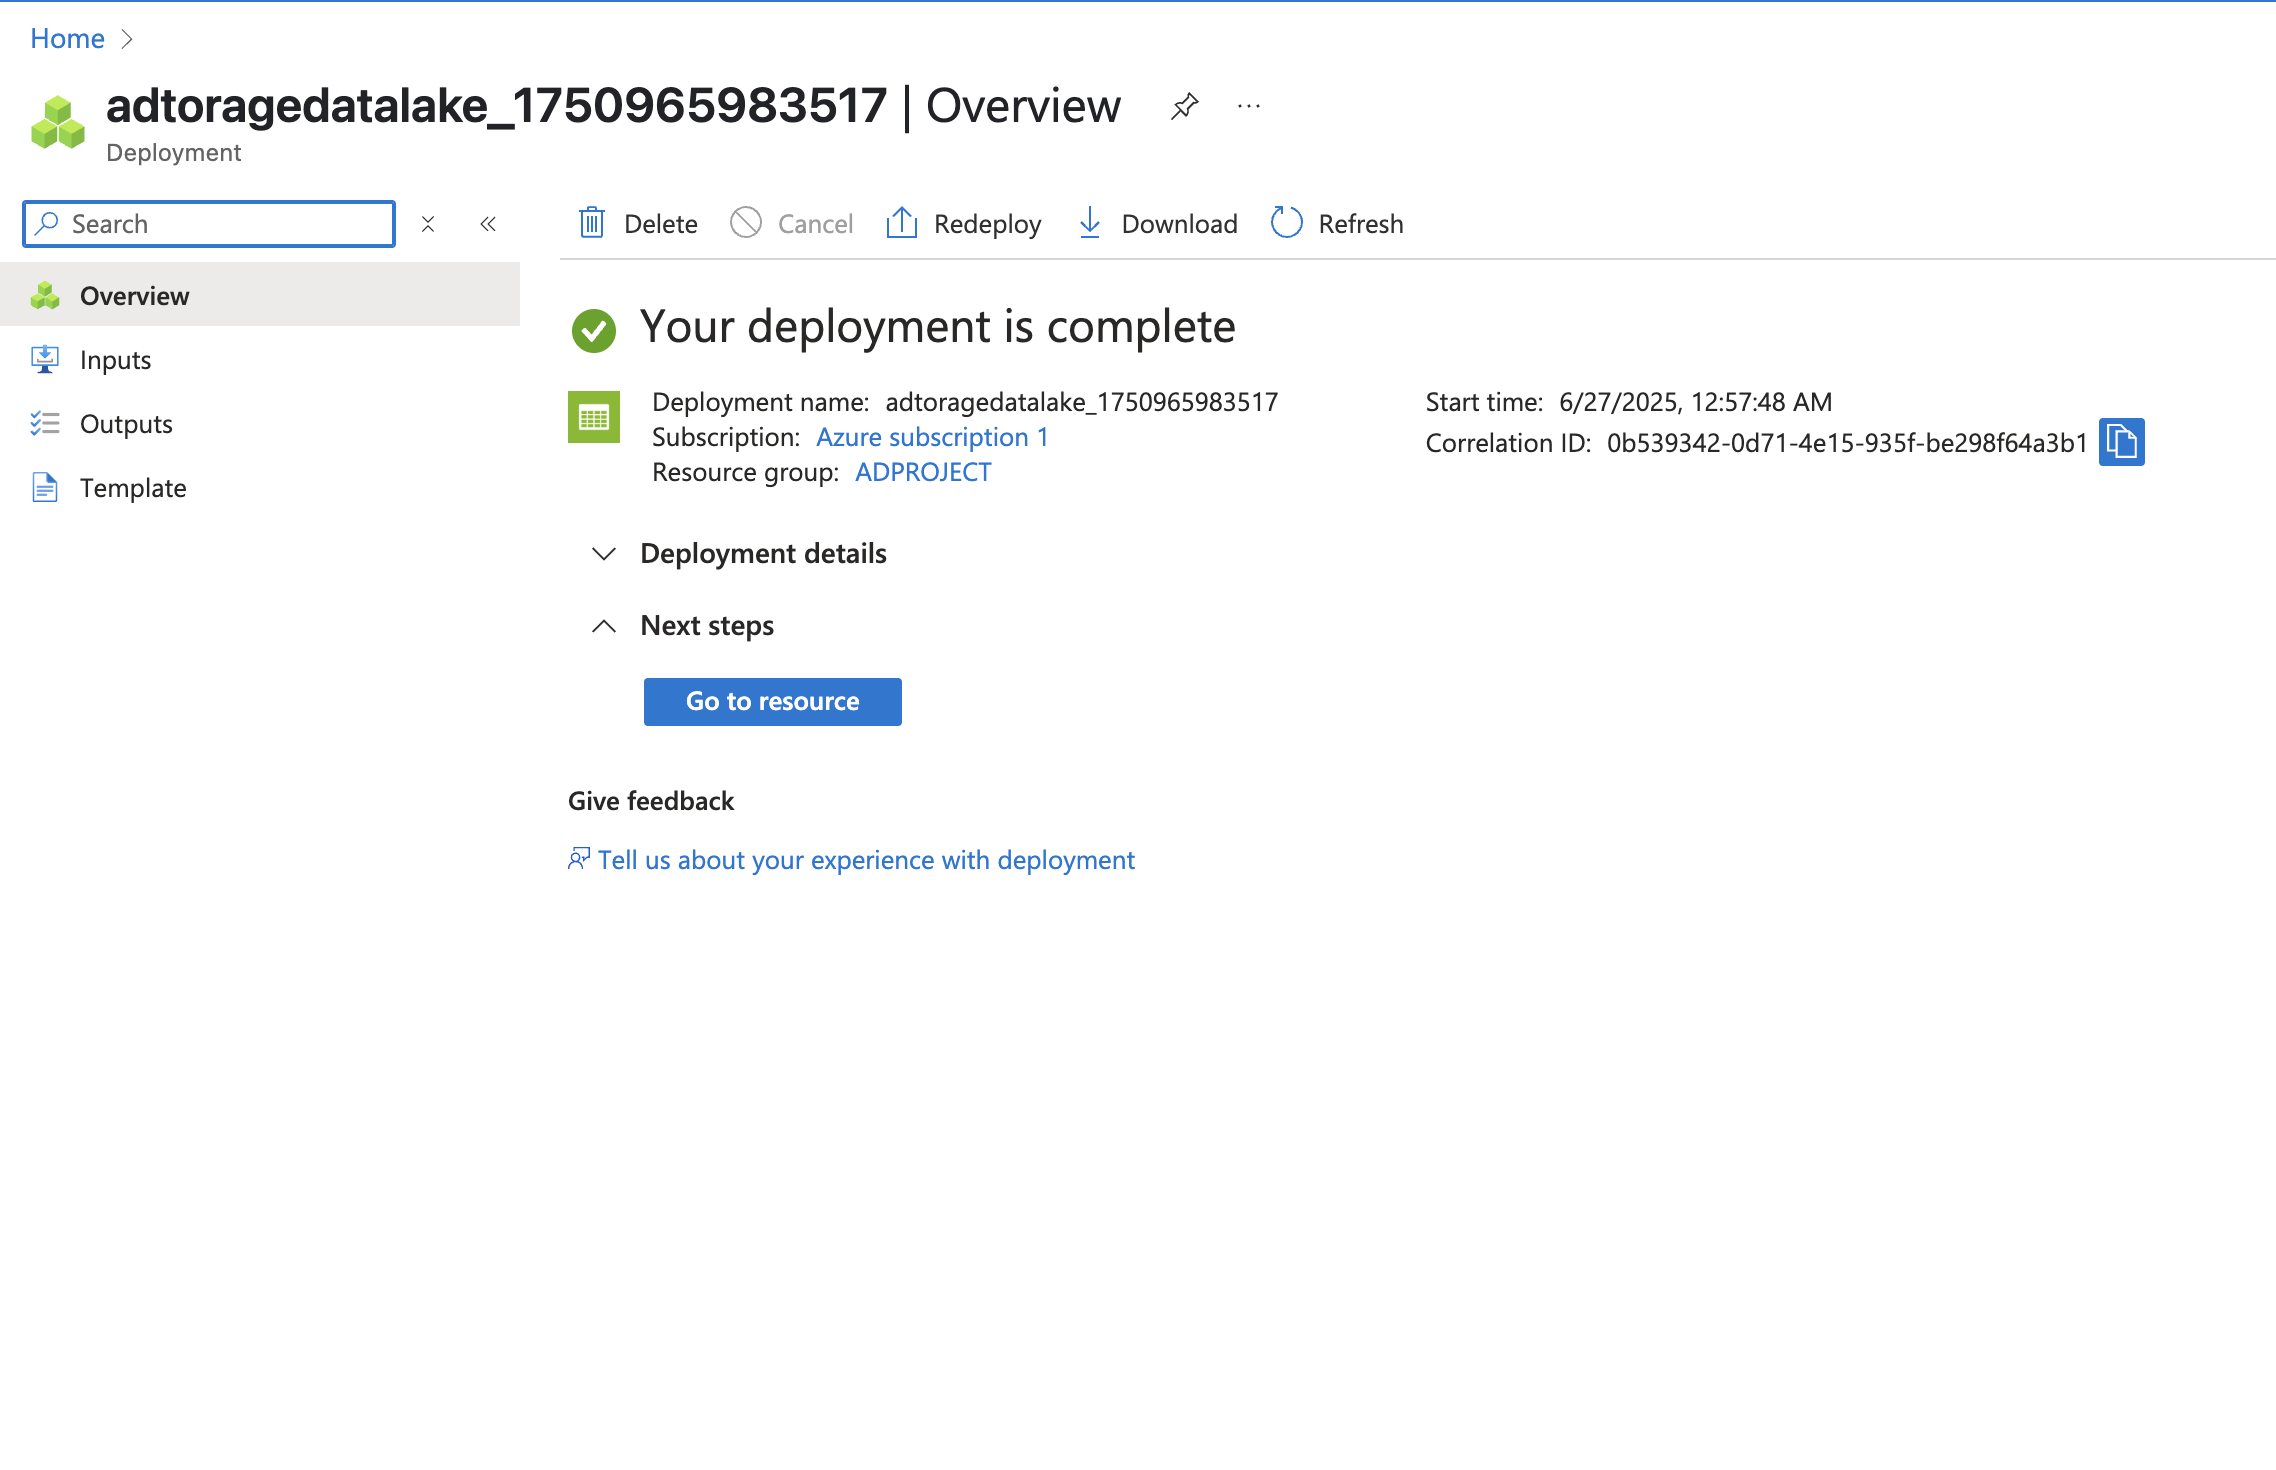 Home
adtoragedatalake_1750965983517 | Overview
Deployment
Search
Delete
Cancel
Redeploy
Download
Refresh
Overview
Inputs
Outputs
Template
Your deployment is complete
Deployment name: adtoragedatalake_1750965983517
Subscription: Azure subscription 1
Resource group: ADPROJECT
Start time: 6/27/2025, 12:57:48 AM
Correlation ID: 0b539342-0d71-4e15-935f-be298f64a3b1
Deployment details
Next steps
Go to resource
Give feedback
Tell us about your experience with deployment